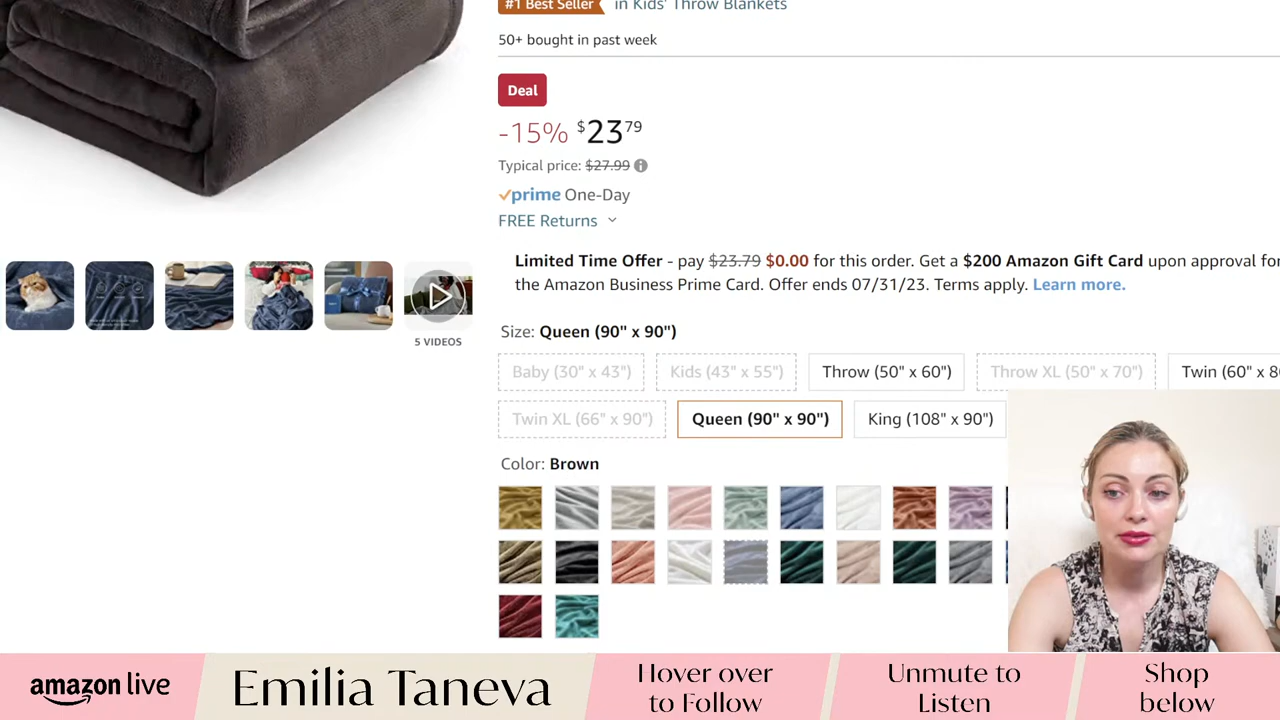 #1 Best Seller in Kids' Throw Blankets
50+ bought in past week
Deal
-15% $23 79
Typical price: $27.99
prime One-Day
FREE Returns
Limited Time Offer - pay $23.79 $0.00 for this order. Get a $200 Amazon Gift Card upon approval for
the Amazon Business Prime Card. Offer ends 07/31/23. Terms apply. Learn more.
5 VIDEOS
Size: Queen (90" x 90")
Baby (30" x 43") Kids (43" x 55") Throw (50" x 60") Throw XL (50" x 70") Twin (60" x 80
Twin XL (66" x 90") Queen (90" x 90") King (108" x 90")
Color: Brown
amazon live
Emilia Taneva
Hover over
to Follow
Unmute to
Listen
Shop
below